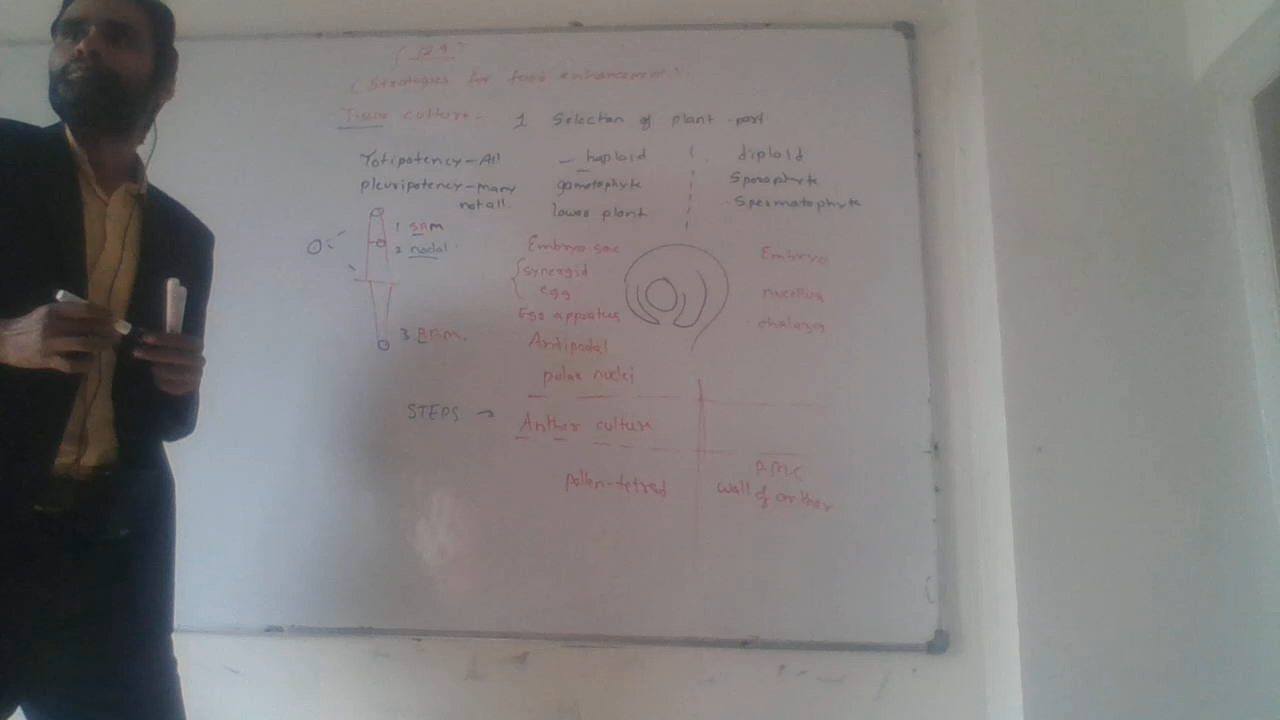 (Strategies for food enhancement)
Tissue culture- 1 Selection of plant part
Totipotency-All
pleuripotency-many
not all
- haploid
gamotophyte
lower plant
diploid
Sporophyte
Spermatophyte
1 SAM
2 nodal
3 RAM.
Embryo sac
synergid
egg
Egg apparatus
Antipodal
polar nuclei
Embryo
nucellus
chalaza
STEPS →
Anther culture
pollen-tetrad
P.M.C
wall of anther